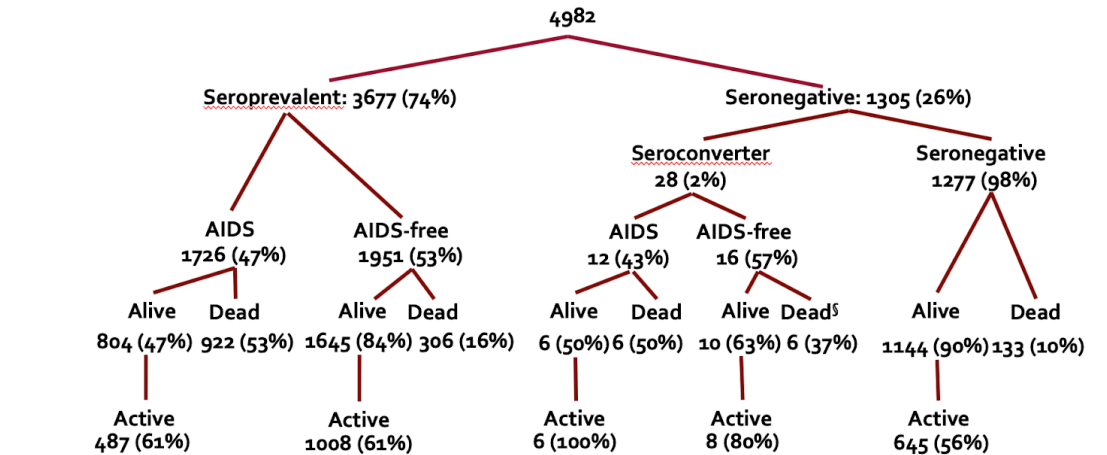 4982
Seroprevalent: 3677 (74%)
Seronegative: 1305 (26%)
Seroconverter
28 (2%)
Seronegative
1277 (98%)
AIDS
1726 (47%)
AIDS-free
1951 (53%)
AIDS
12 (43%)
AIDS-free
16 (57%)
Alive
804 (47%)
Dead
922 (53%)
Alive
1645 (84%)
Dead
306 (16%)
Alive
6 (50%)
Dead
6 (50%)
Alive
10 (63%)
Dead$
6 (37%)
Alive
1144 (90%)
Dead
133 (10%)
Active
487 (61%)
Active
1008 (61%)
Active
6 (100%)
Active
8 (80%)
Active
645 (56%)